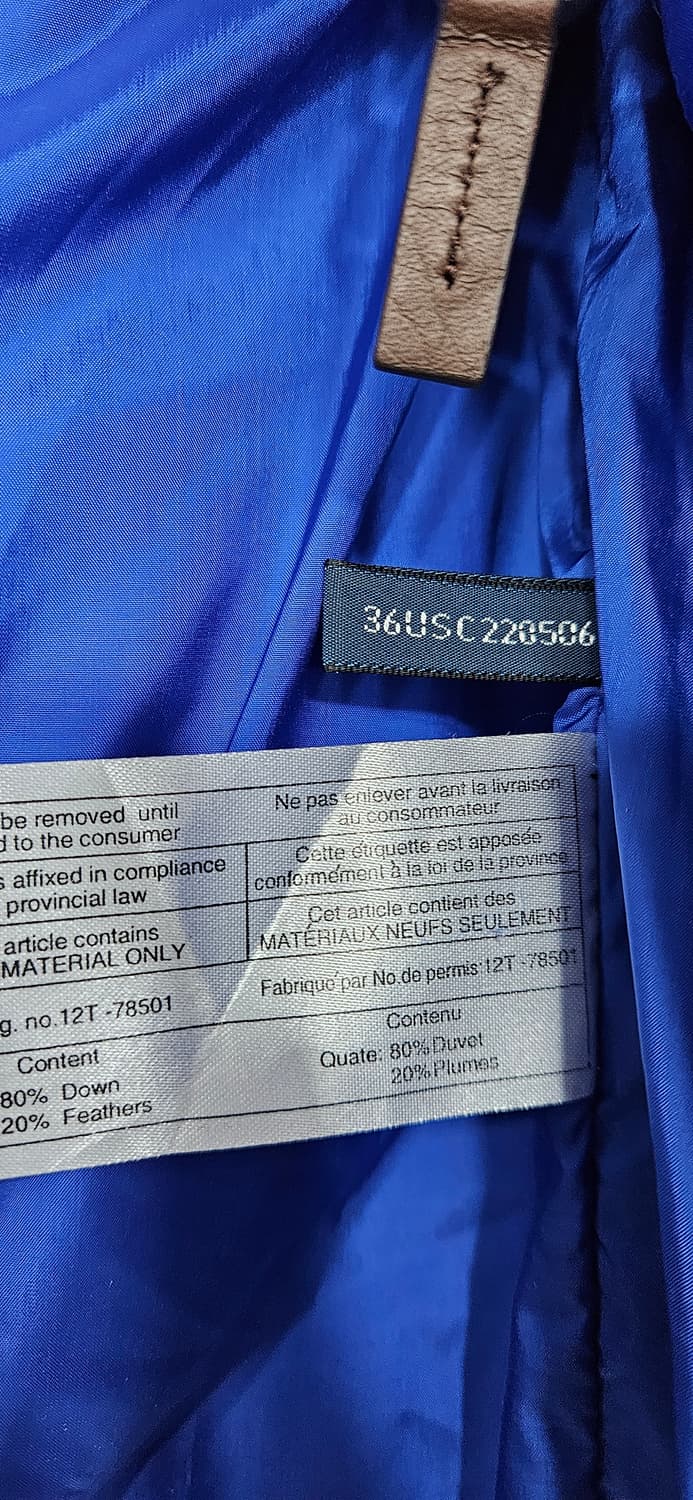 36USC220506
be removed until
d to the consumer
Ne pas enlever avant la livraison
au consommateur
s affixed in compliance
provincial law
Cette étiquette est apposée
conformément à la loi de la province
article contains
MATERIAL ONLY
Cet article contient des
MATÉRIAUX NEUFS SEULEMENT
g. no.12T -78501
Fabrique par No.de permis:12T -78501
Content
80% Down
20% Feathers
Contenu
Quate: 80%Duvet
20%Plumes